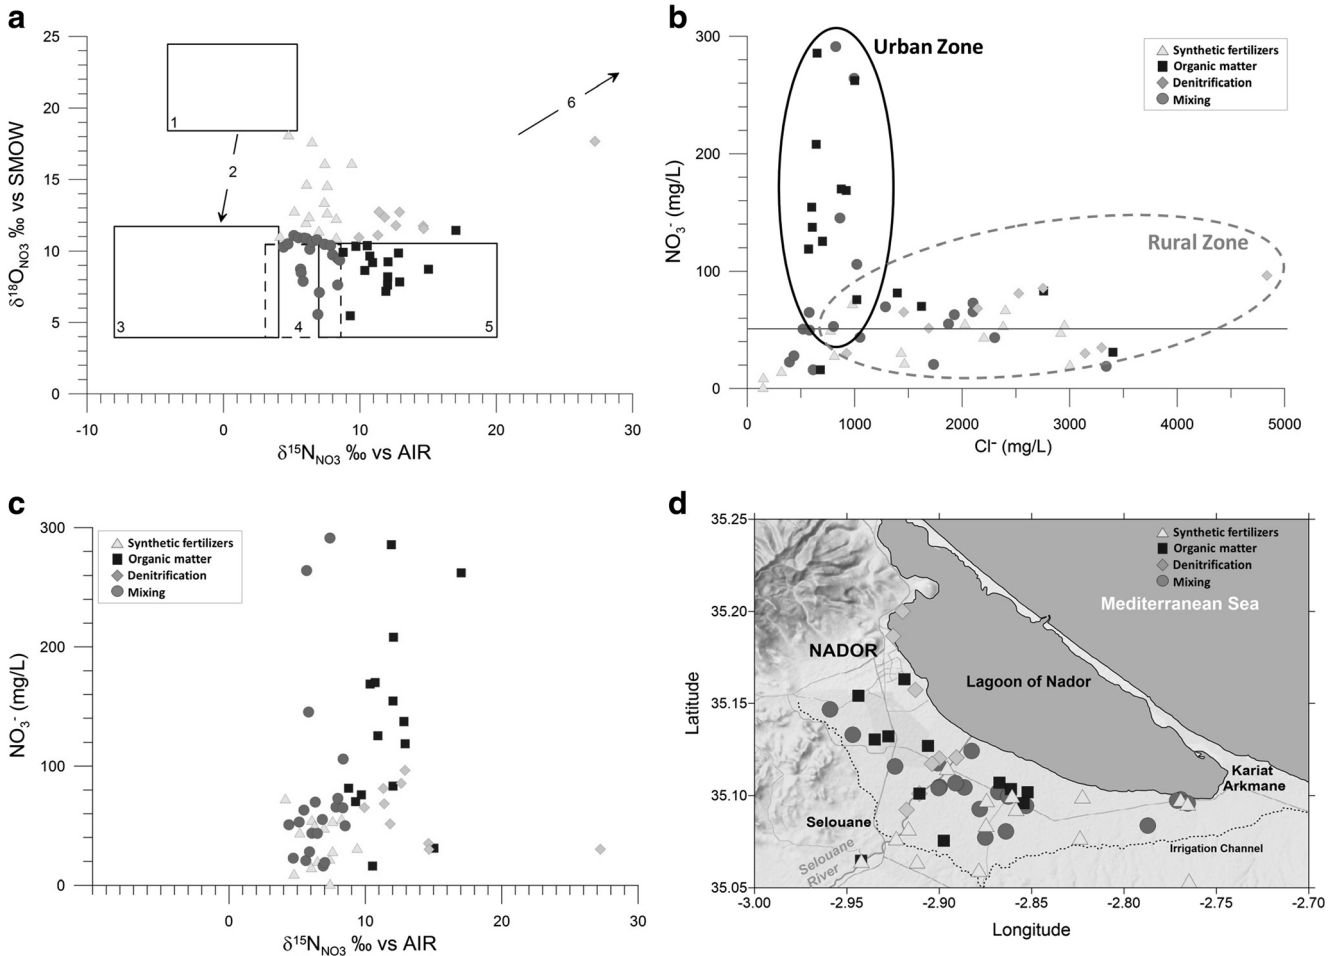 a
25
20
15
10
5
0
-10
0
10
20
30
δ¹⁸O_NO3 ‰ vs SMOW
δ¹⁵N_NO3 ‰ vs AIR
1
2
3
4
5
6
b
300
200
100
0
0
1000
2000
3000
4000
5000
NO₃⁻ (mg/L)
Cl⁻ (mg/L)
Urban Zone
Rural Zone
Synthetic fertilizers
Organic matter
Denitrification
Mixing
c
300
200
100
0
0
10
20
30
NO₃⁻ (mg/L)
δ¹⁵N_NO3 ‰ vs AIR
Synthetic fertilizers
Organic matter
Denitrification
Mixing
d
35.25
35.20
35.15
35.10
35.05
-3.00
-2.95
-2.90
-2.85
-2.80
-2.75
-2.70
Latitude
Longitude
Synthetic fertilizers
Organic matter
Denitrification
Mixing
Mediterranean Sea
NADOR
Lagoon of Nador
Kariat
Arkmane
Selouane
Selouane
River
Irrigation Channel